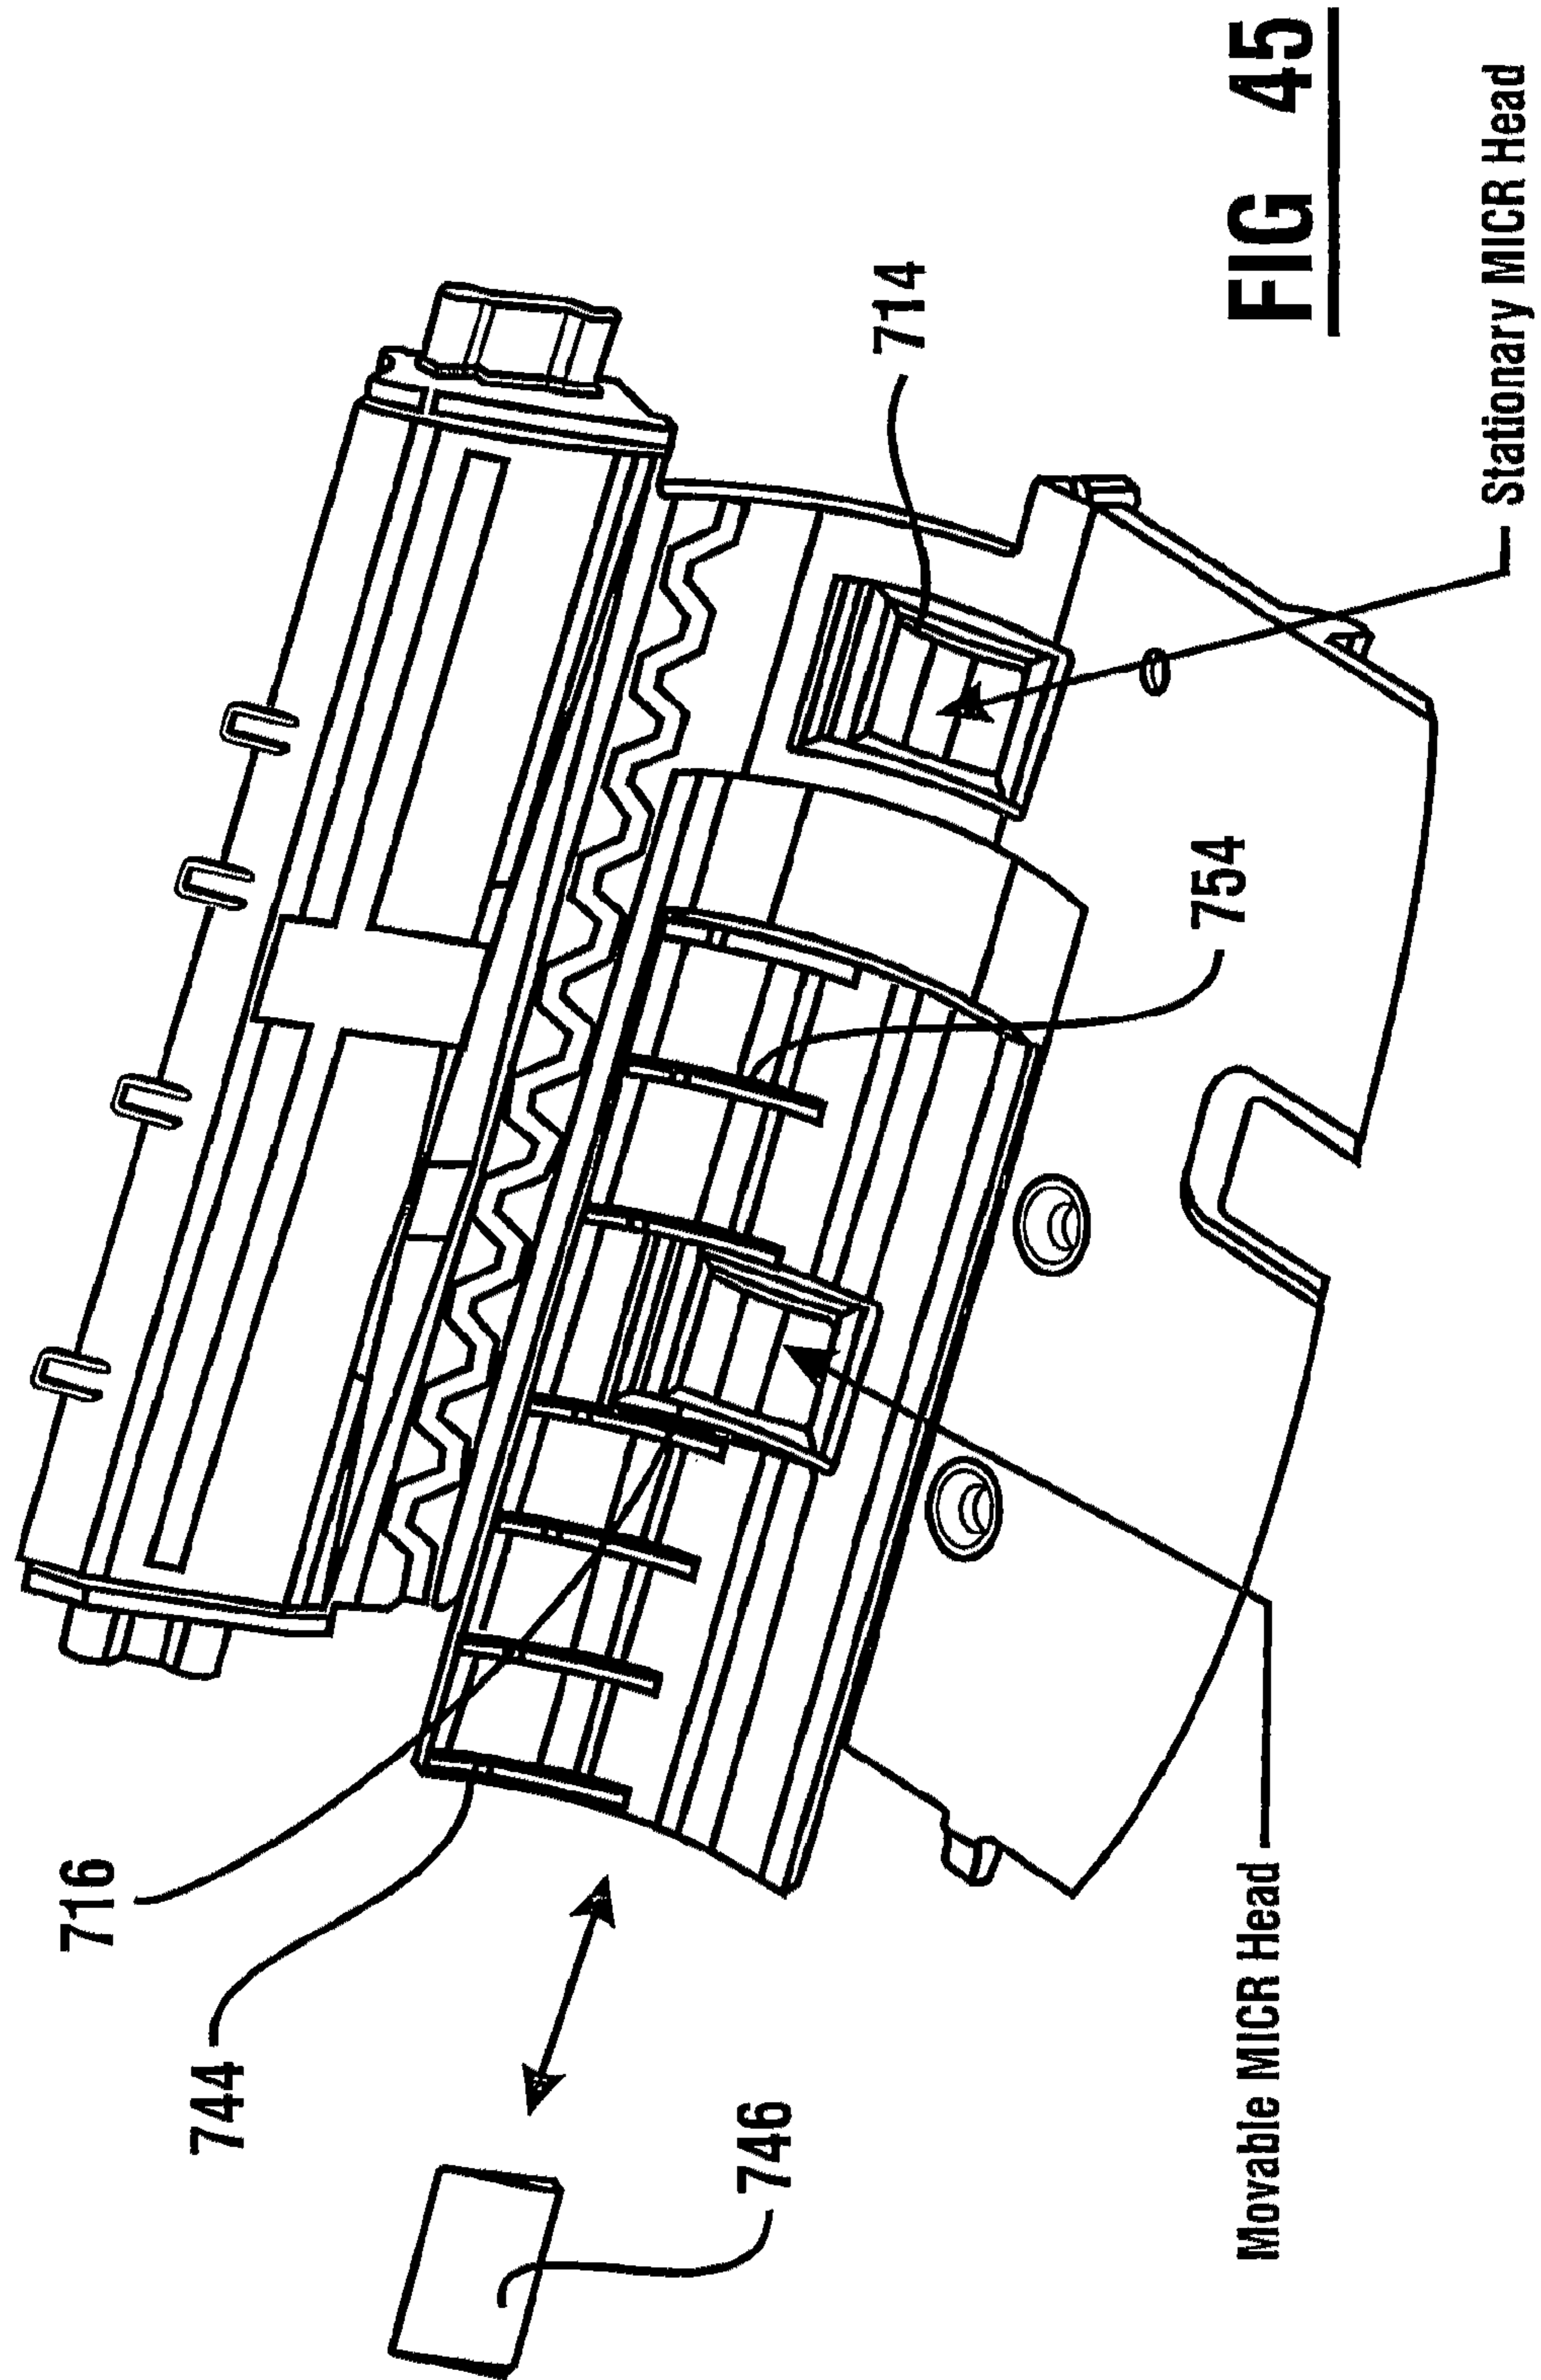 716
744
746
754
714
Movable MICR Head
Stationary MICR Head
FIG 45